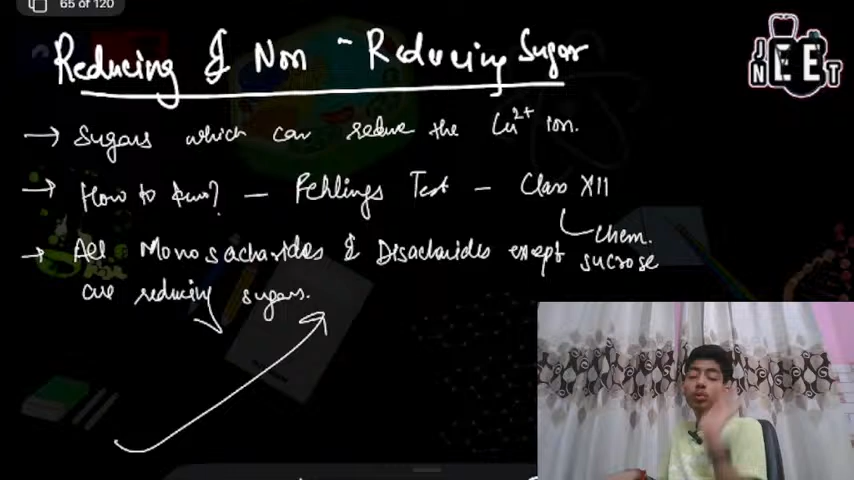 65 of 120
Reducing & Non - Reducing Sugar
JNEET
→ Sugars which can reduce the Cu²⁺ ion.
→ How to know? - Fehlings Test - Class XII
Chem.
→ All Monosacharides & Disacharides except sucrose
are reducing sugars.